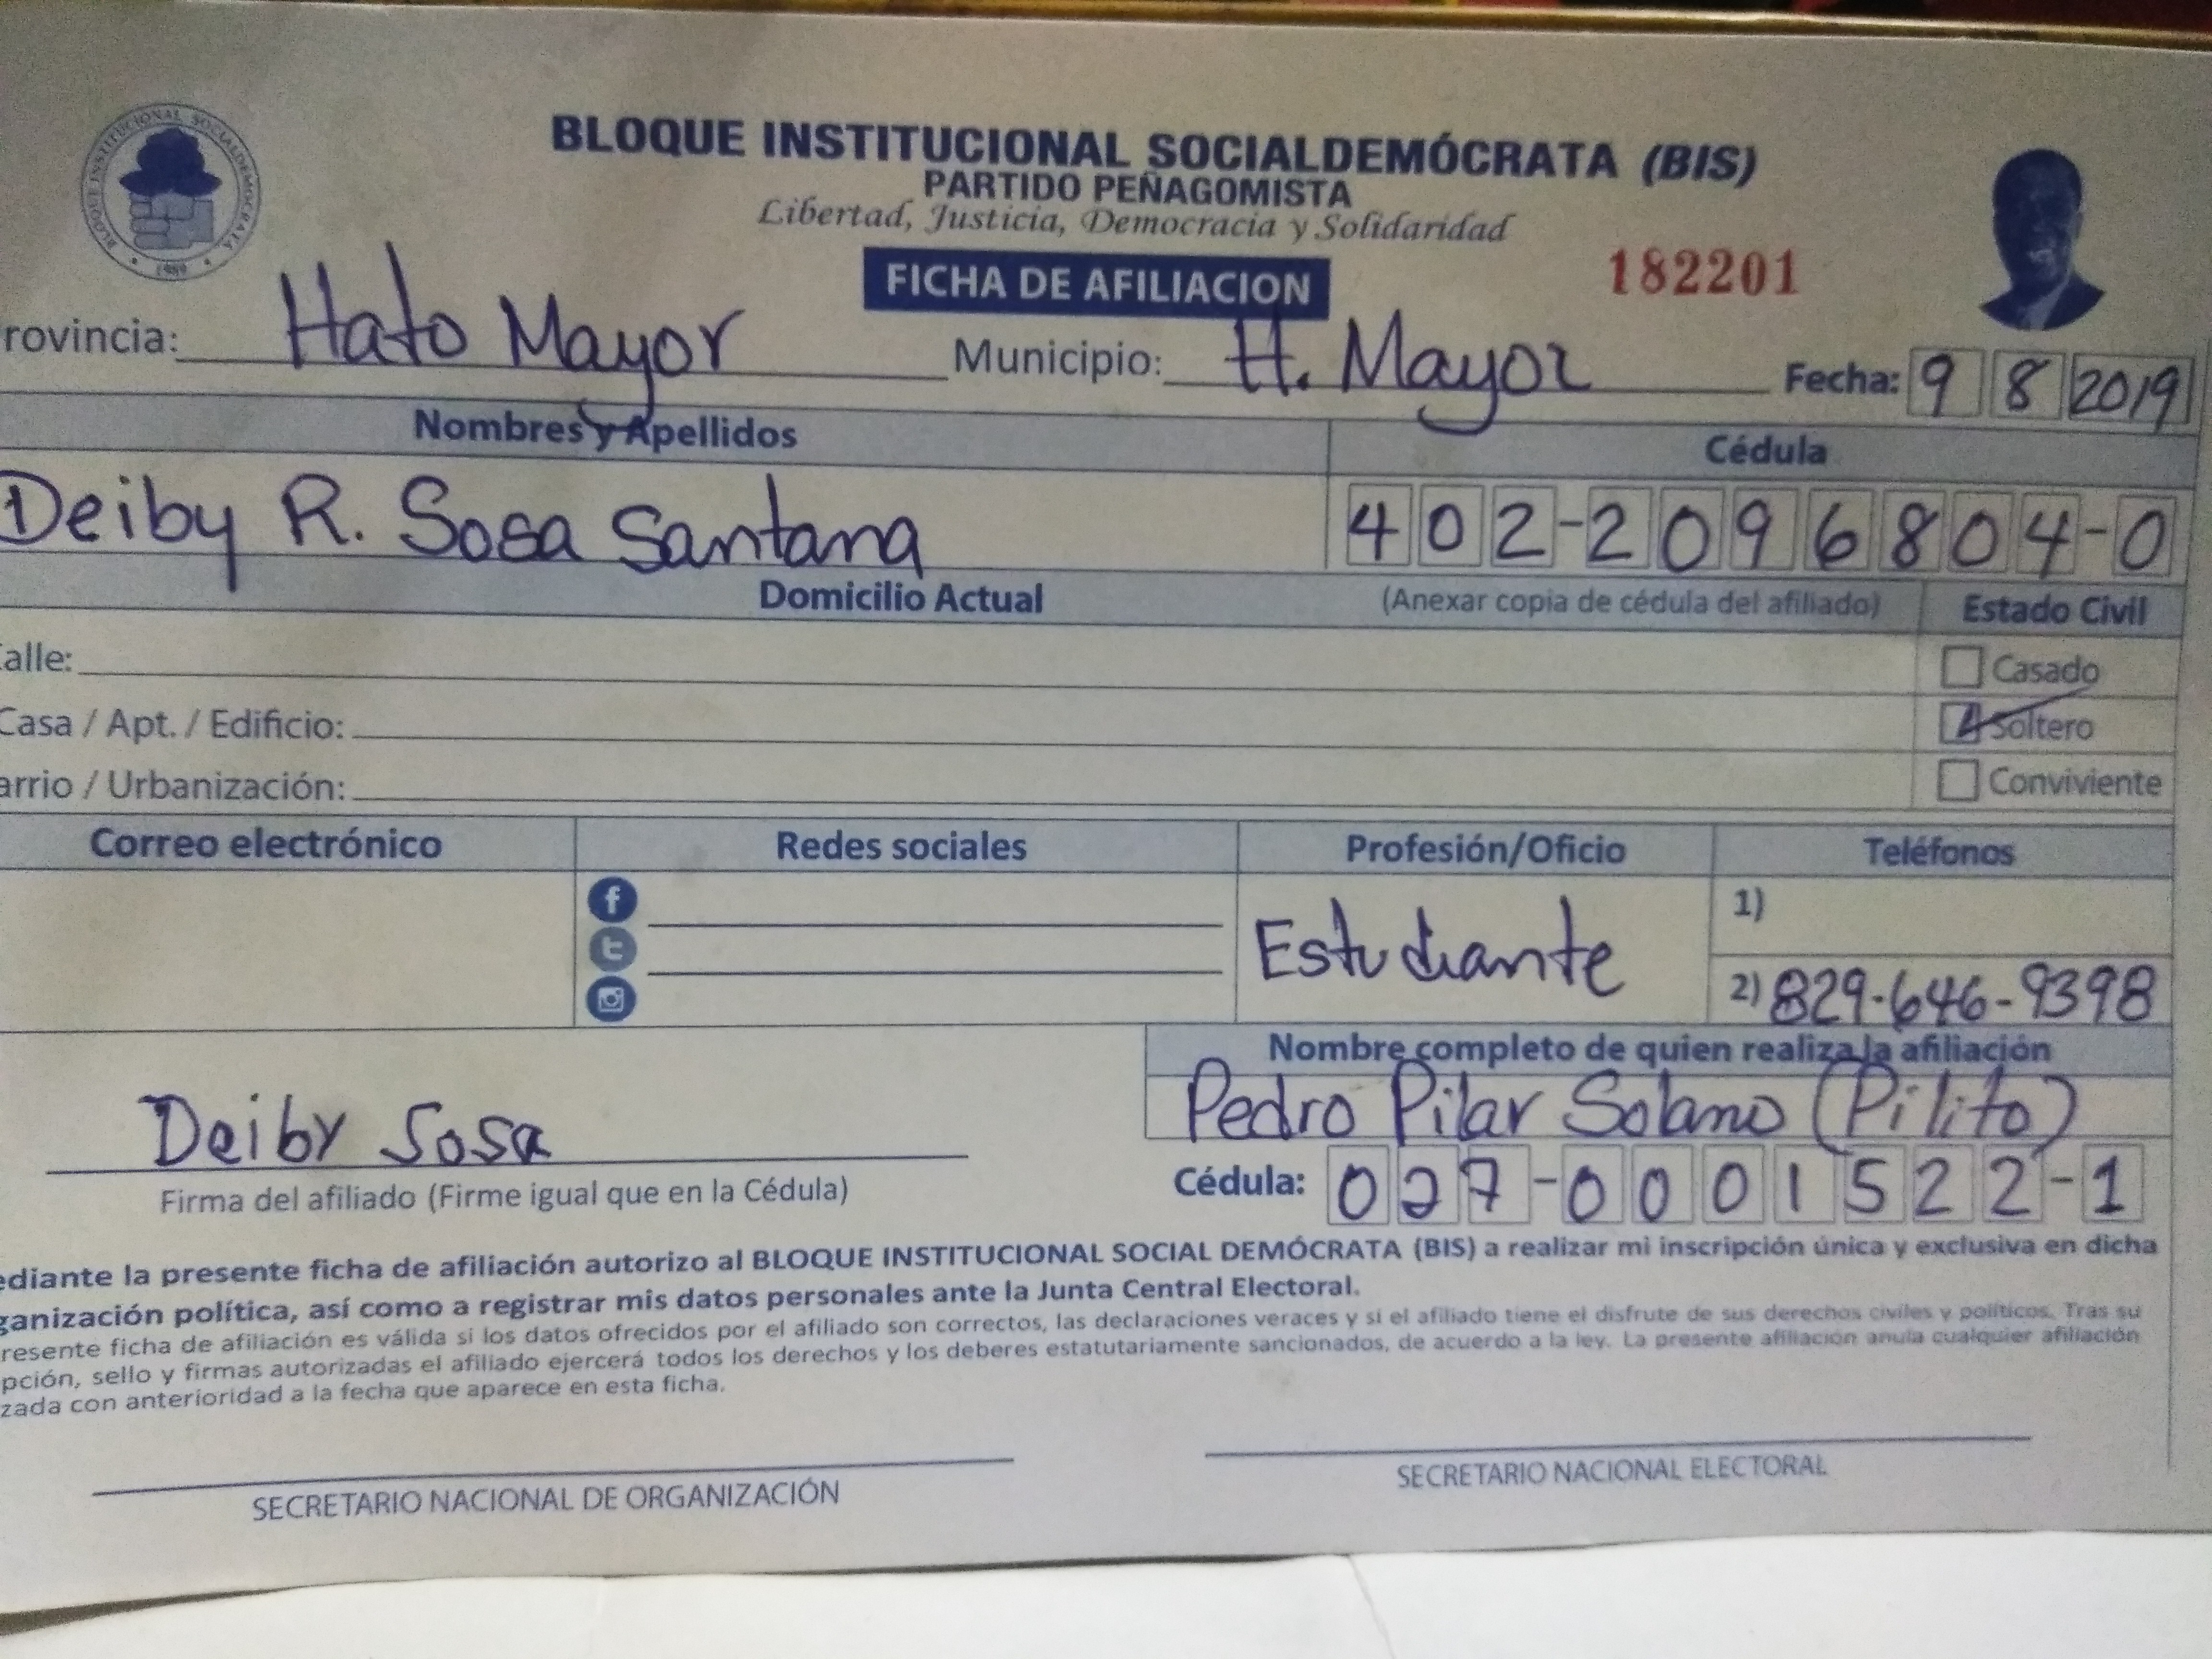 BLOQUE INSTITUCIONAL SOCIALDEMÓCRATA
1989
BLOQUE INSTITUCIONAL SOCIALDEMÓCRATA (BIS)
PARTIDO PEÑAGOMISTA
Libertad, Justicia, Democracia y Solidaridad
FICHA DE AFILIACION 182201
rovincia: Hato Mayor Municipio: H. Mayor Fecha: 9 8 2019
Nombres y Apellidos Cédula
Deiby R. Sosa Santana 402-2096804-0
Domicilio Actual (Anexar copia de cédula del afiliado) Estado Civil
alle: Casado
Casa / Apt. / Edificio: Soltero
arrio / Urbanización: Conviviente
Correo electrónico Redes sociales Profesión/Oficio Teléfonos
Estudiante 1)
2) 829-646-9398
Nombre completo de quien realiza la afiliación
Pedro Pilar Solano (Pilito)
Deiby Sosa
Firma del afiliado (Firme igual que en la Cédula) Cédula: 027-0001522-1
ediante la presente ficha de afiliación autorizo al BLOQUE INSTITUCIONAL SOCIAL DEMÓCRATA (BIS) a realizar mi inscripción única y exclusiva en dicha
ganización política, así como a registrar mis datos personales ante la Junta Central Electoral.
resente ficha de afiliación es válida si los datos ofrecidos por el afiliado son correctos, las declaraciones veraces y si el afiliado tiene el disfrute de sus derechos civiles y políticos. Tras su
pción, sello y firmas autorizadas el afiliado ejercerá todos los derechos y los deberes estatutariamente sancionados, de acuerdo a la ley. La presente afiliación anula cualquier afiliación
zada con anterioridad a la fecha que aparece en esta ficha.
SECRETARIO NACIONAL DE ORGANIZACIÓN SECRETARIO NACIONAL ELECTORAL